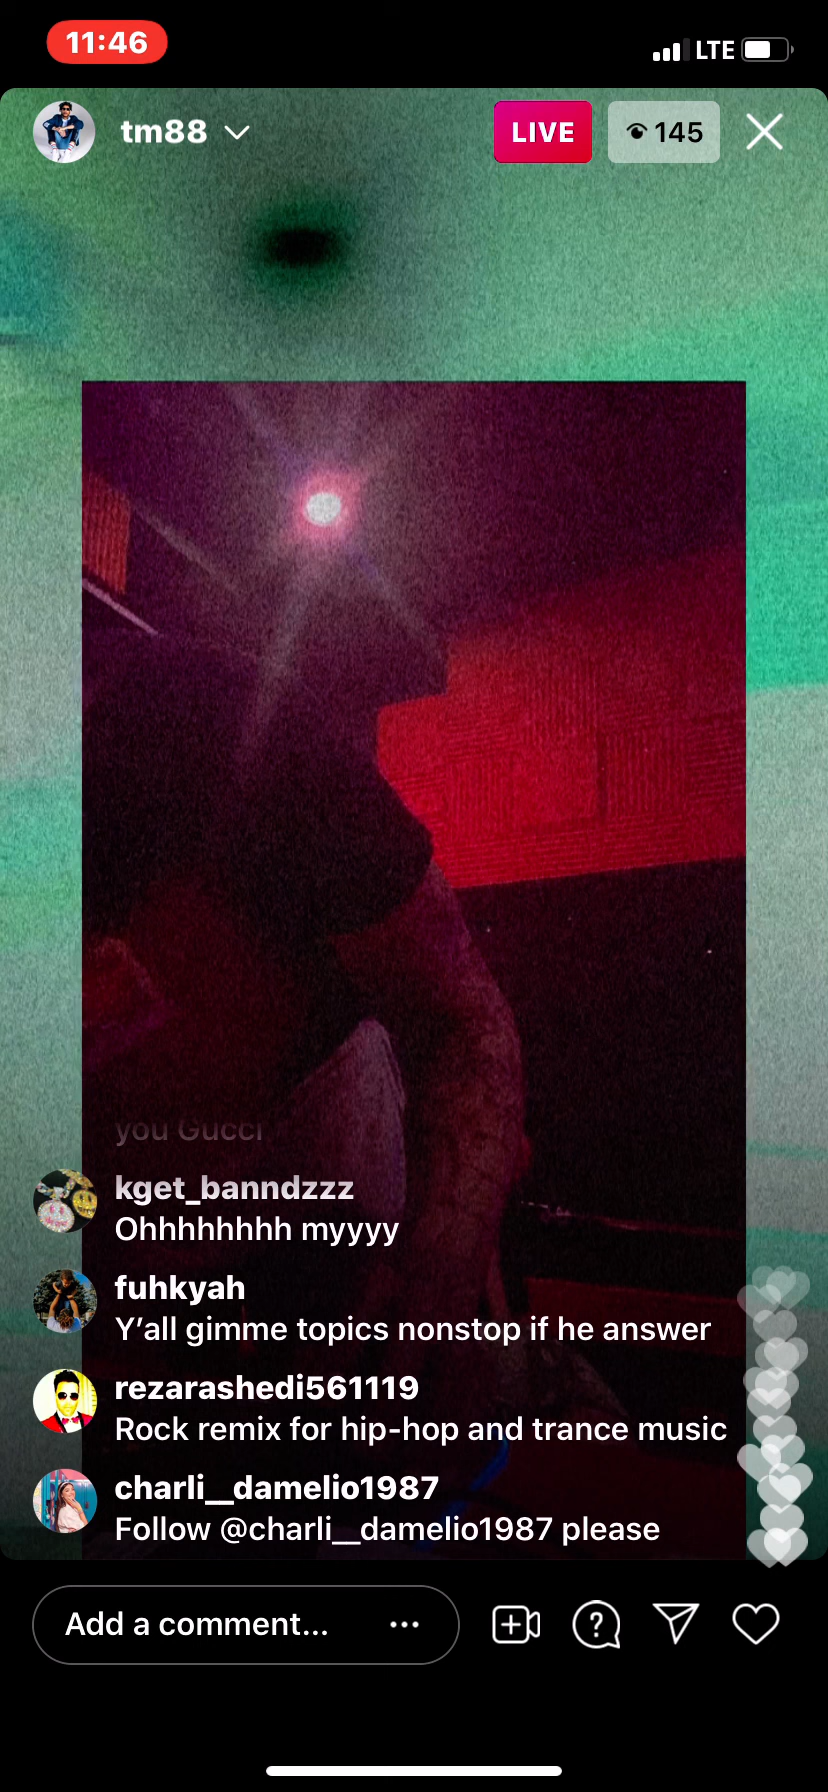 11:46
LTE
tm88
LIVE
145
you Gucci
kget_banndzzz
Ohhhhhhhh myyyy
fuhkyah
Y'all gimme topics nonstop if he answer
rezarashedi561119
Rock remix for hip-hop and trance music
charli__damelio1987
Follow @charli__damelio1987 please
Add a comment...